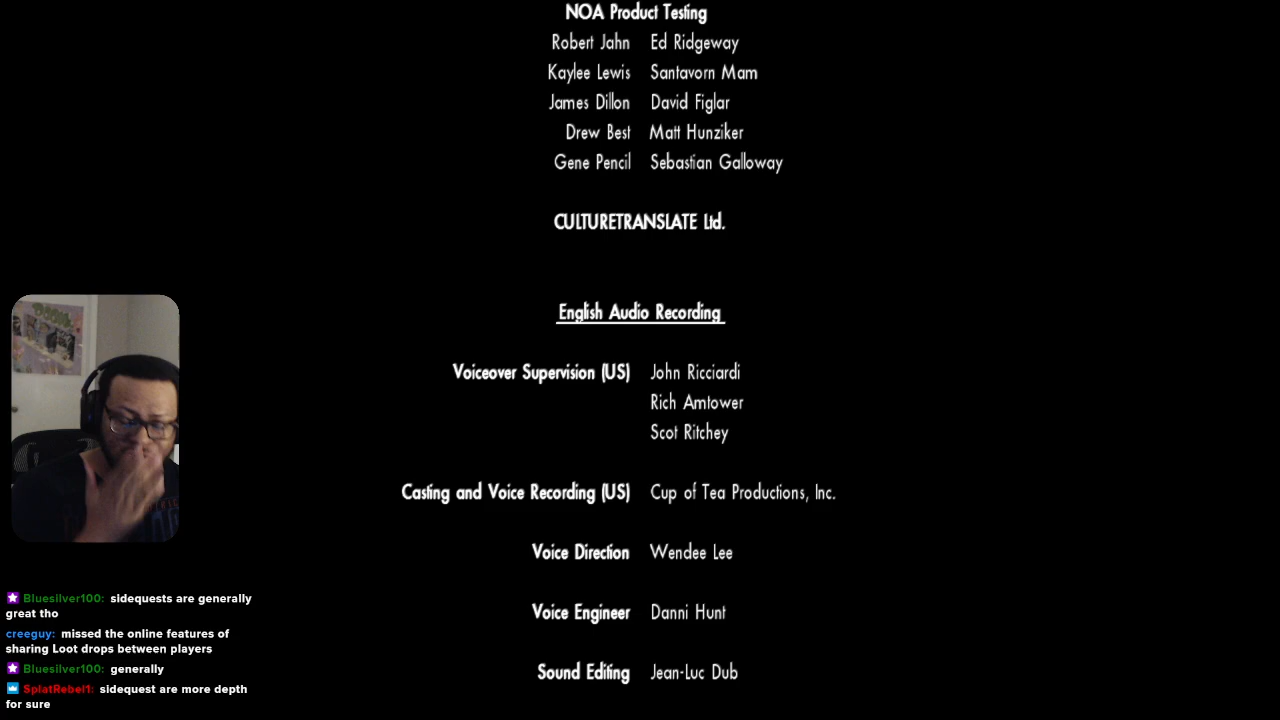 NOA Product Testing
Robert Jahn Ed Ridgeway
Kaylee Lewis Santavorn Mam
James Dillon David Figlar
Drew Best Matt Hunziker
Gene Pencil Sebastian Galloway
CULTURETRANSLATE Ltd.
English Audio Recording
Voiceover Supervision (US) John Ricciardi
Rich Amtower
Scot Ritchey
Casting and Voice Recording (US) Cup of Tea Productions, Inc.
Voice Direction Wendee Lee
Voice Engineer Danni Hunt
Sound Editing Jean-Luc Dub
Bluesilver100: sidequests are generally
great tho
creeguy: missed the online features of
sharing Loot drops between players
Bluesilver100: generally
SplatRebel1: sidequest are more depth
for sure